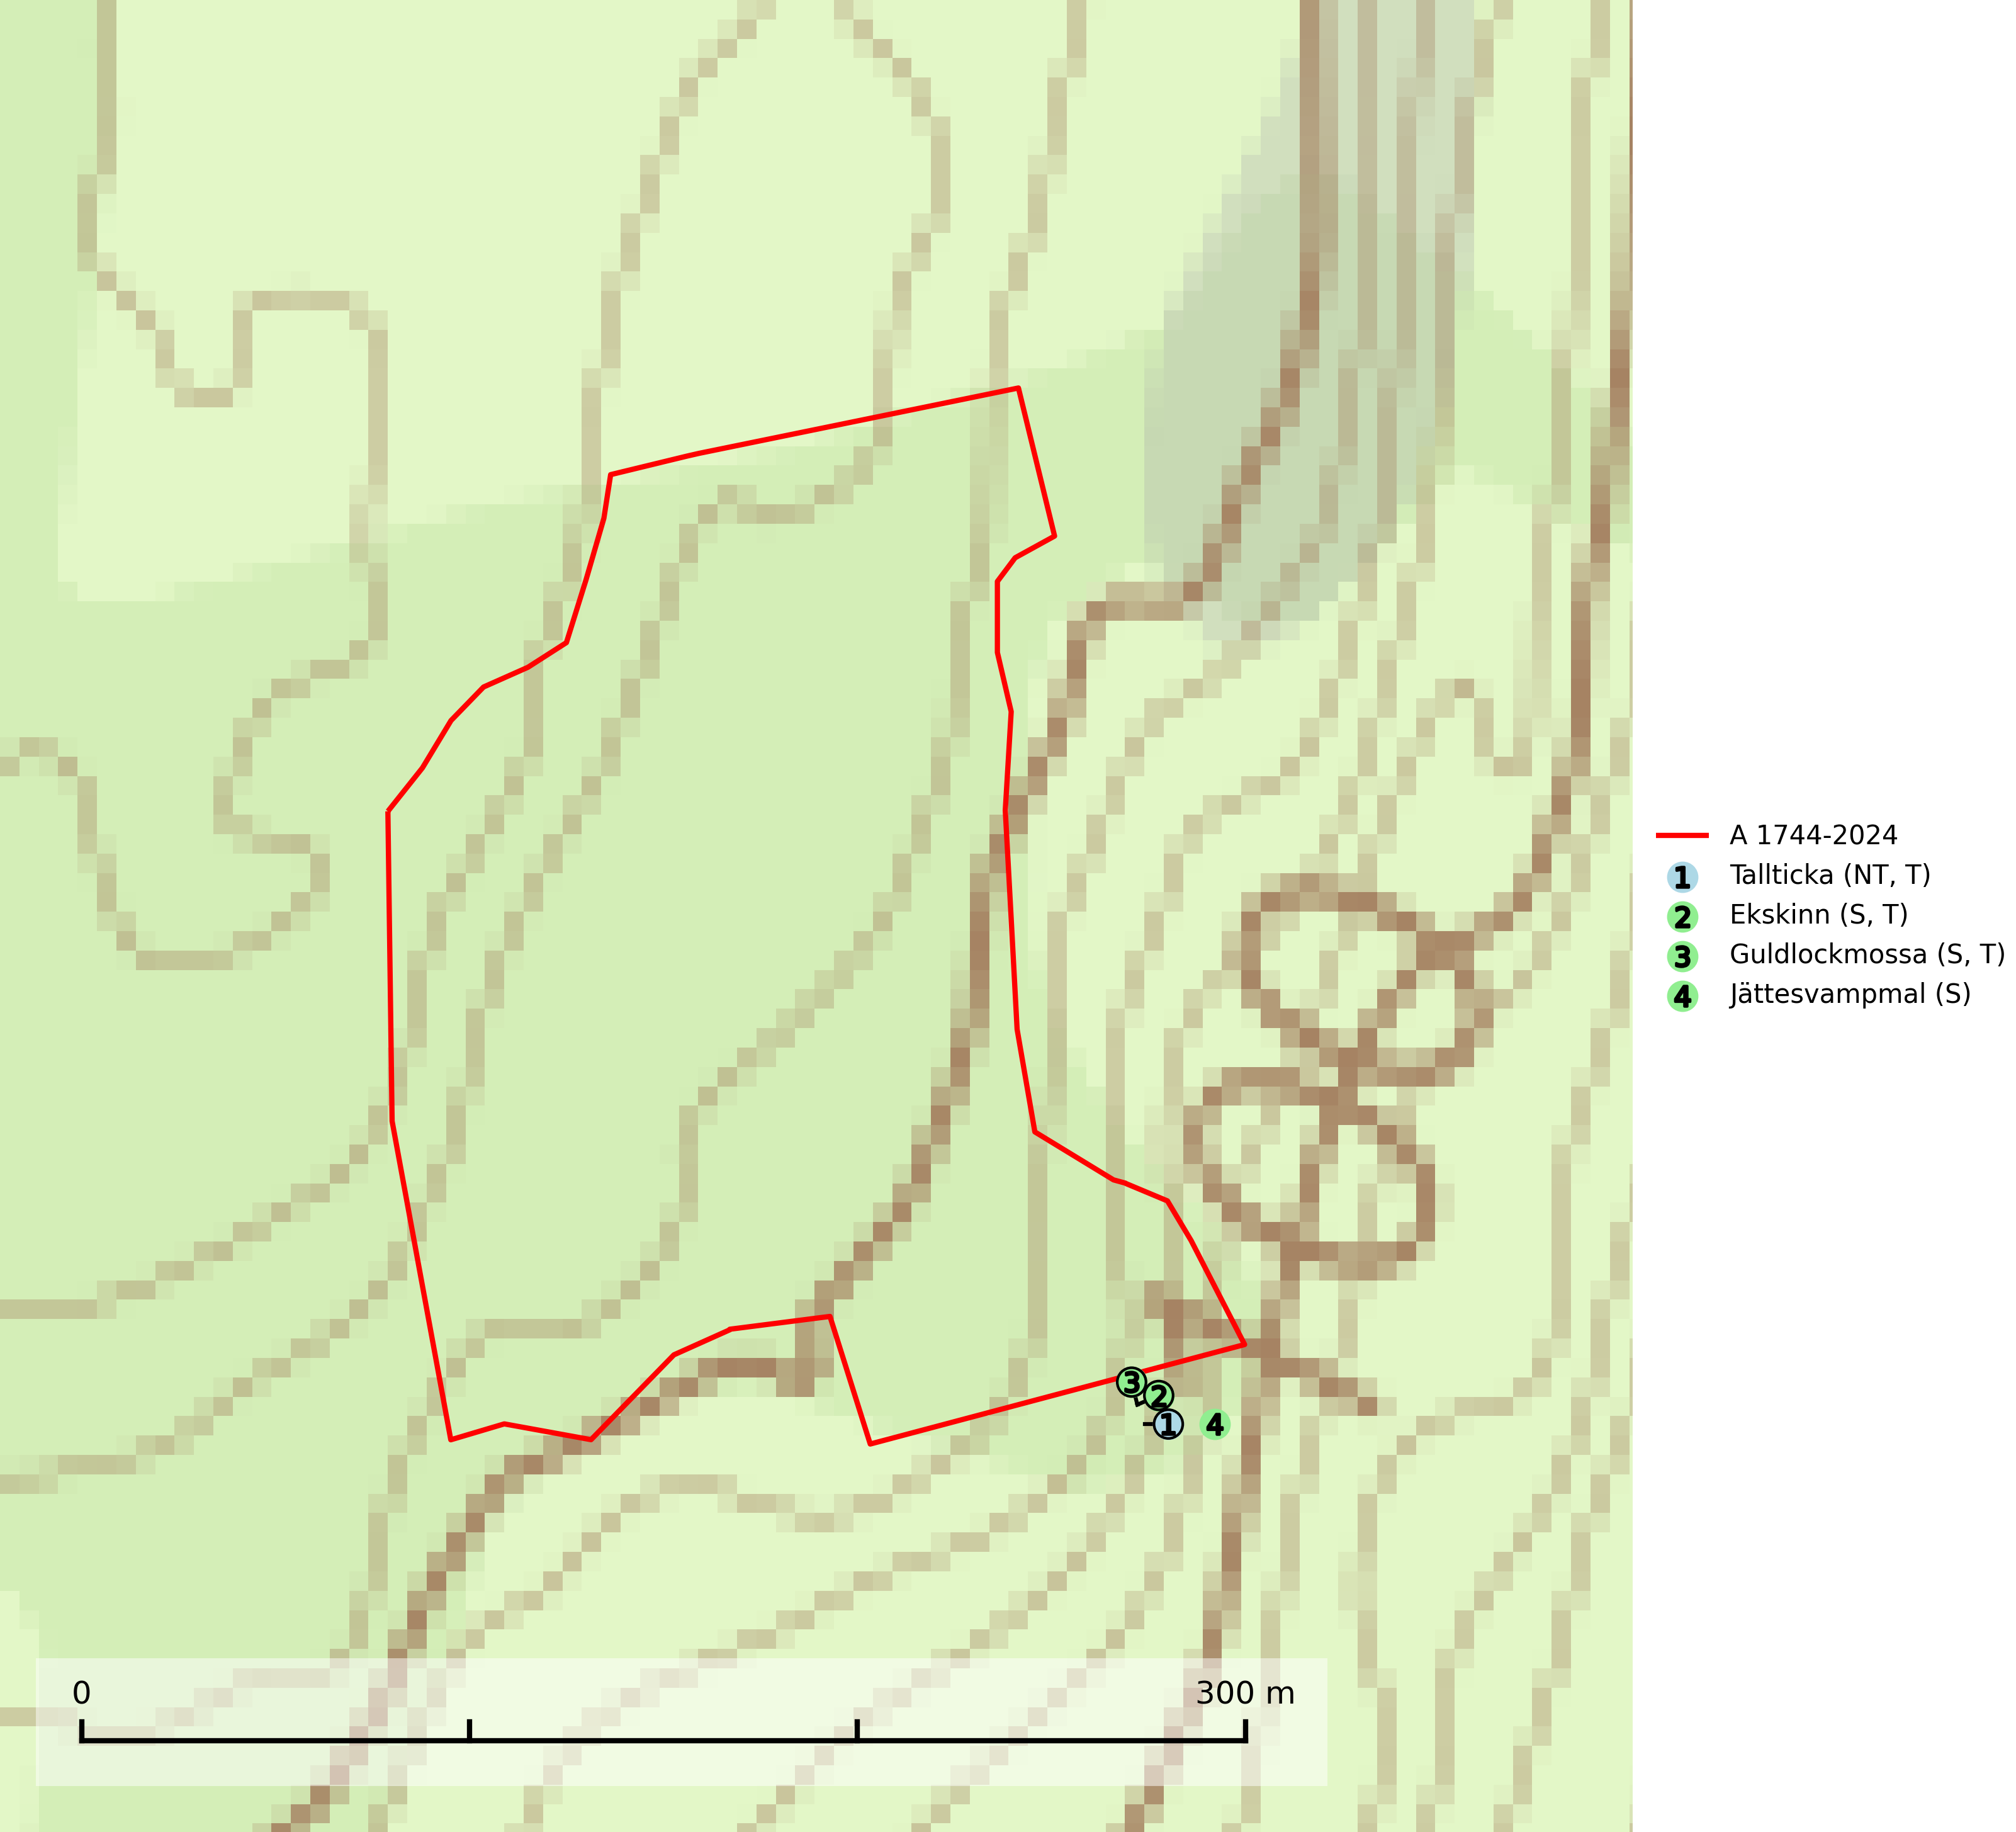 A 1744-2024
1 Tallticka (NT, T)
2 Ekskinn (S, T)
3 Guldlockmossa (S, T)
4 Jättesvampmal (S)
3
2
1
4
0 300 m